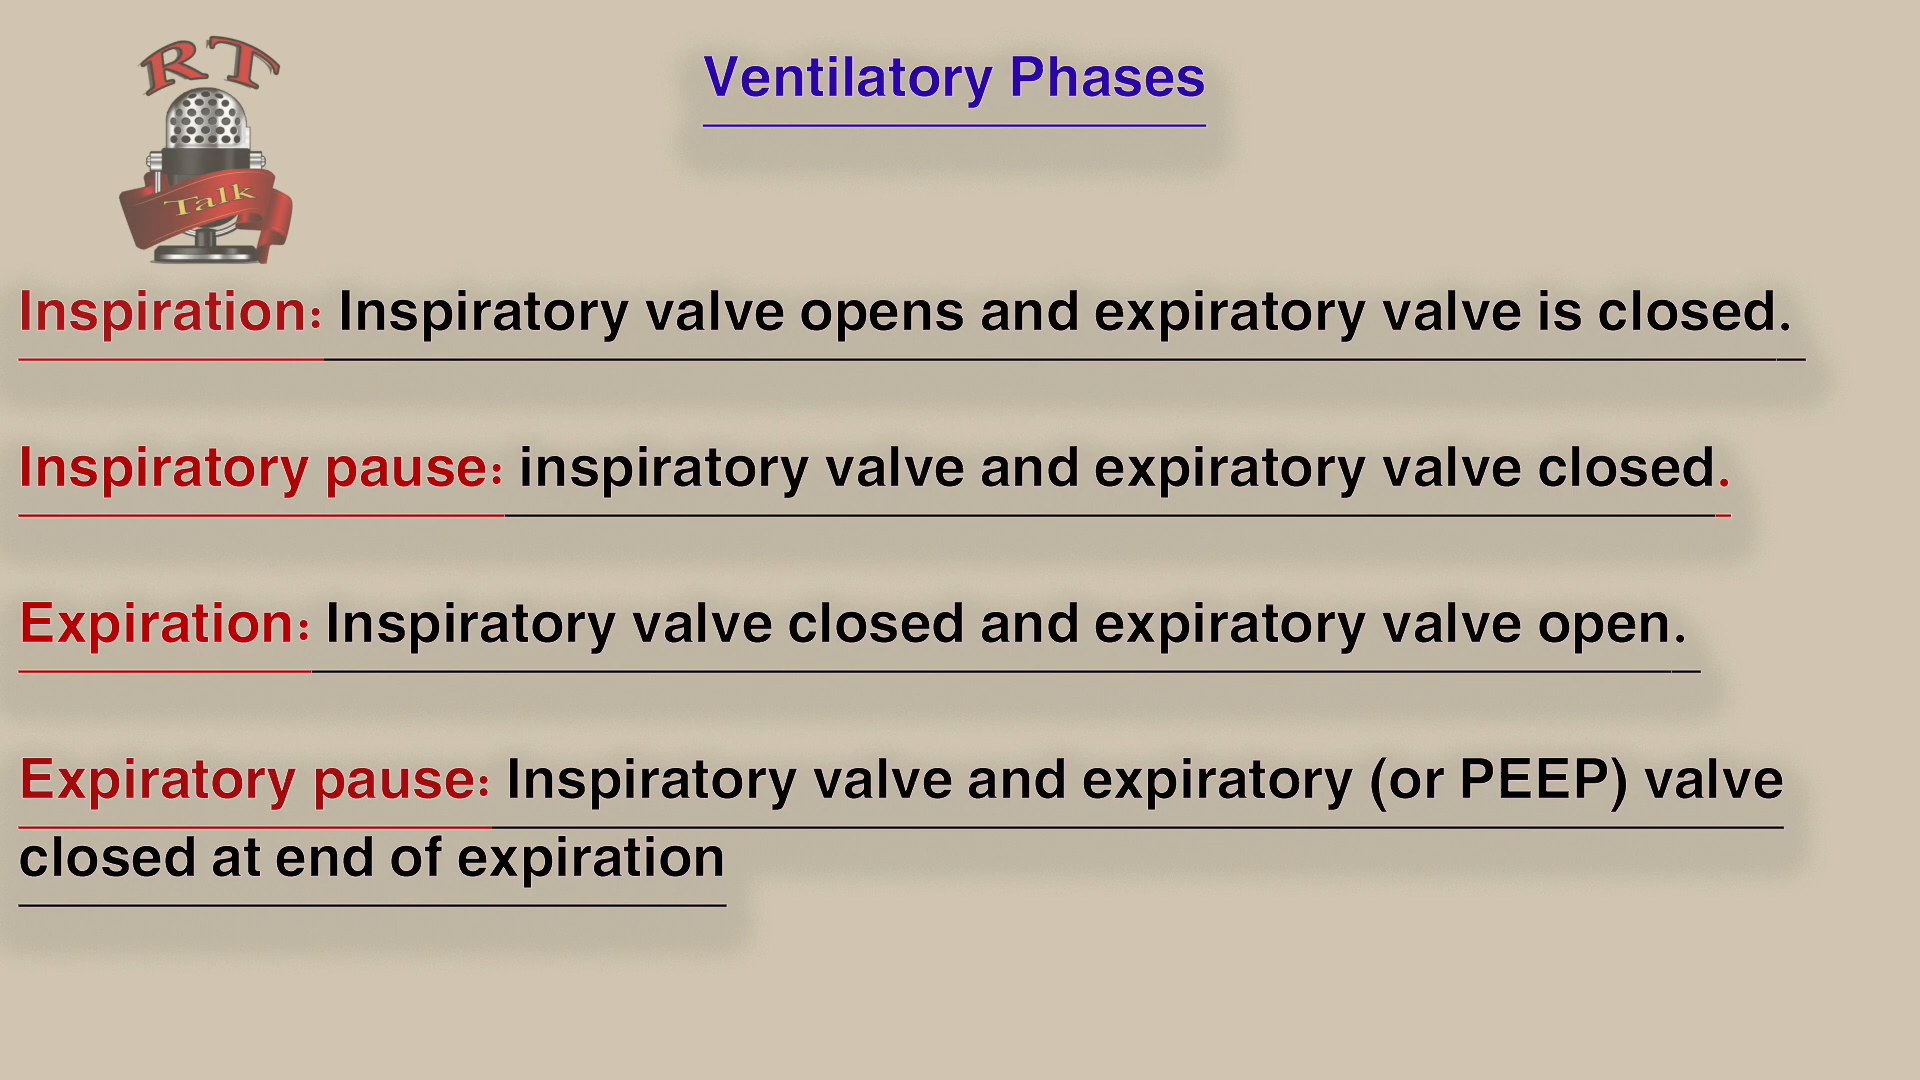 RT
Talk
Ventilatory Phases
Inspiration: Inspiratory valve opens and expiratory valve is closed.
Inspiratory pause: inspiratory valve and expiratory valve closed.
Expiration: Inspiratory valve closed and expiratory valve open.
Expiratory pause: Inspiratory valve and expiratory (or PEEP) valve
closed at end of expiration